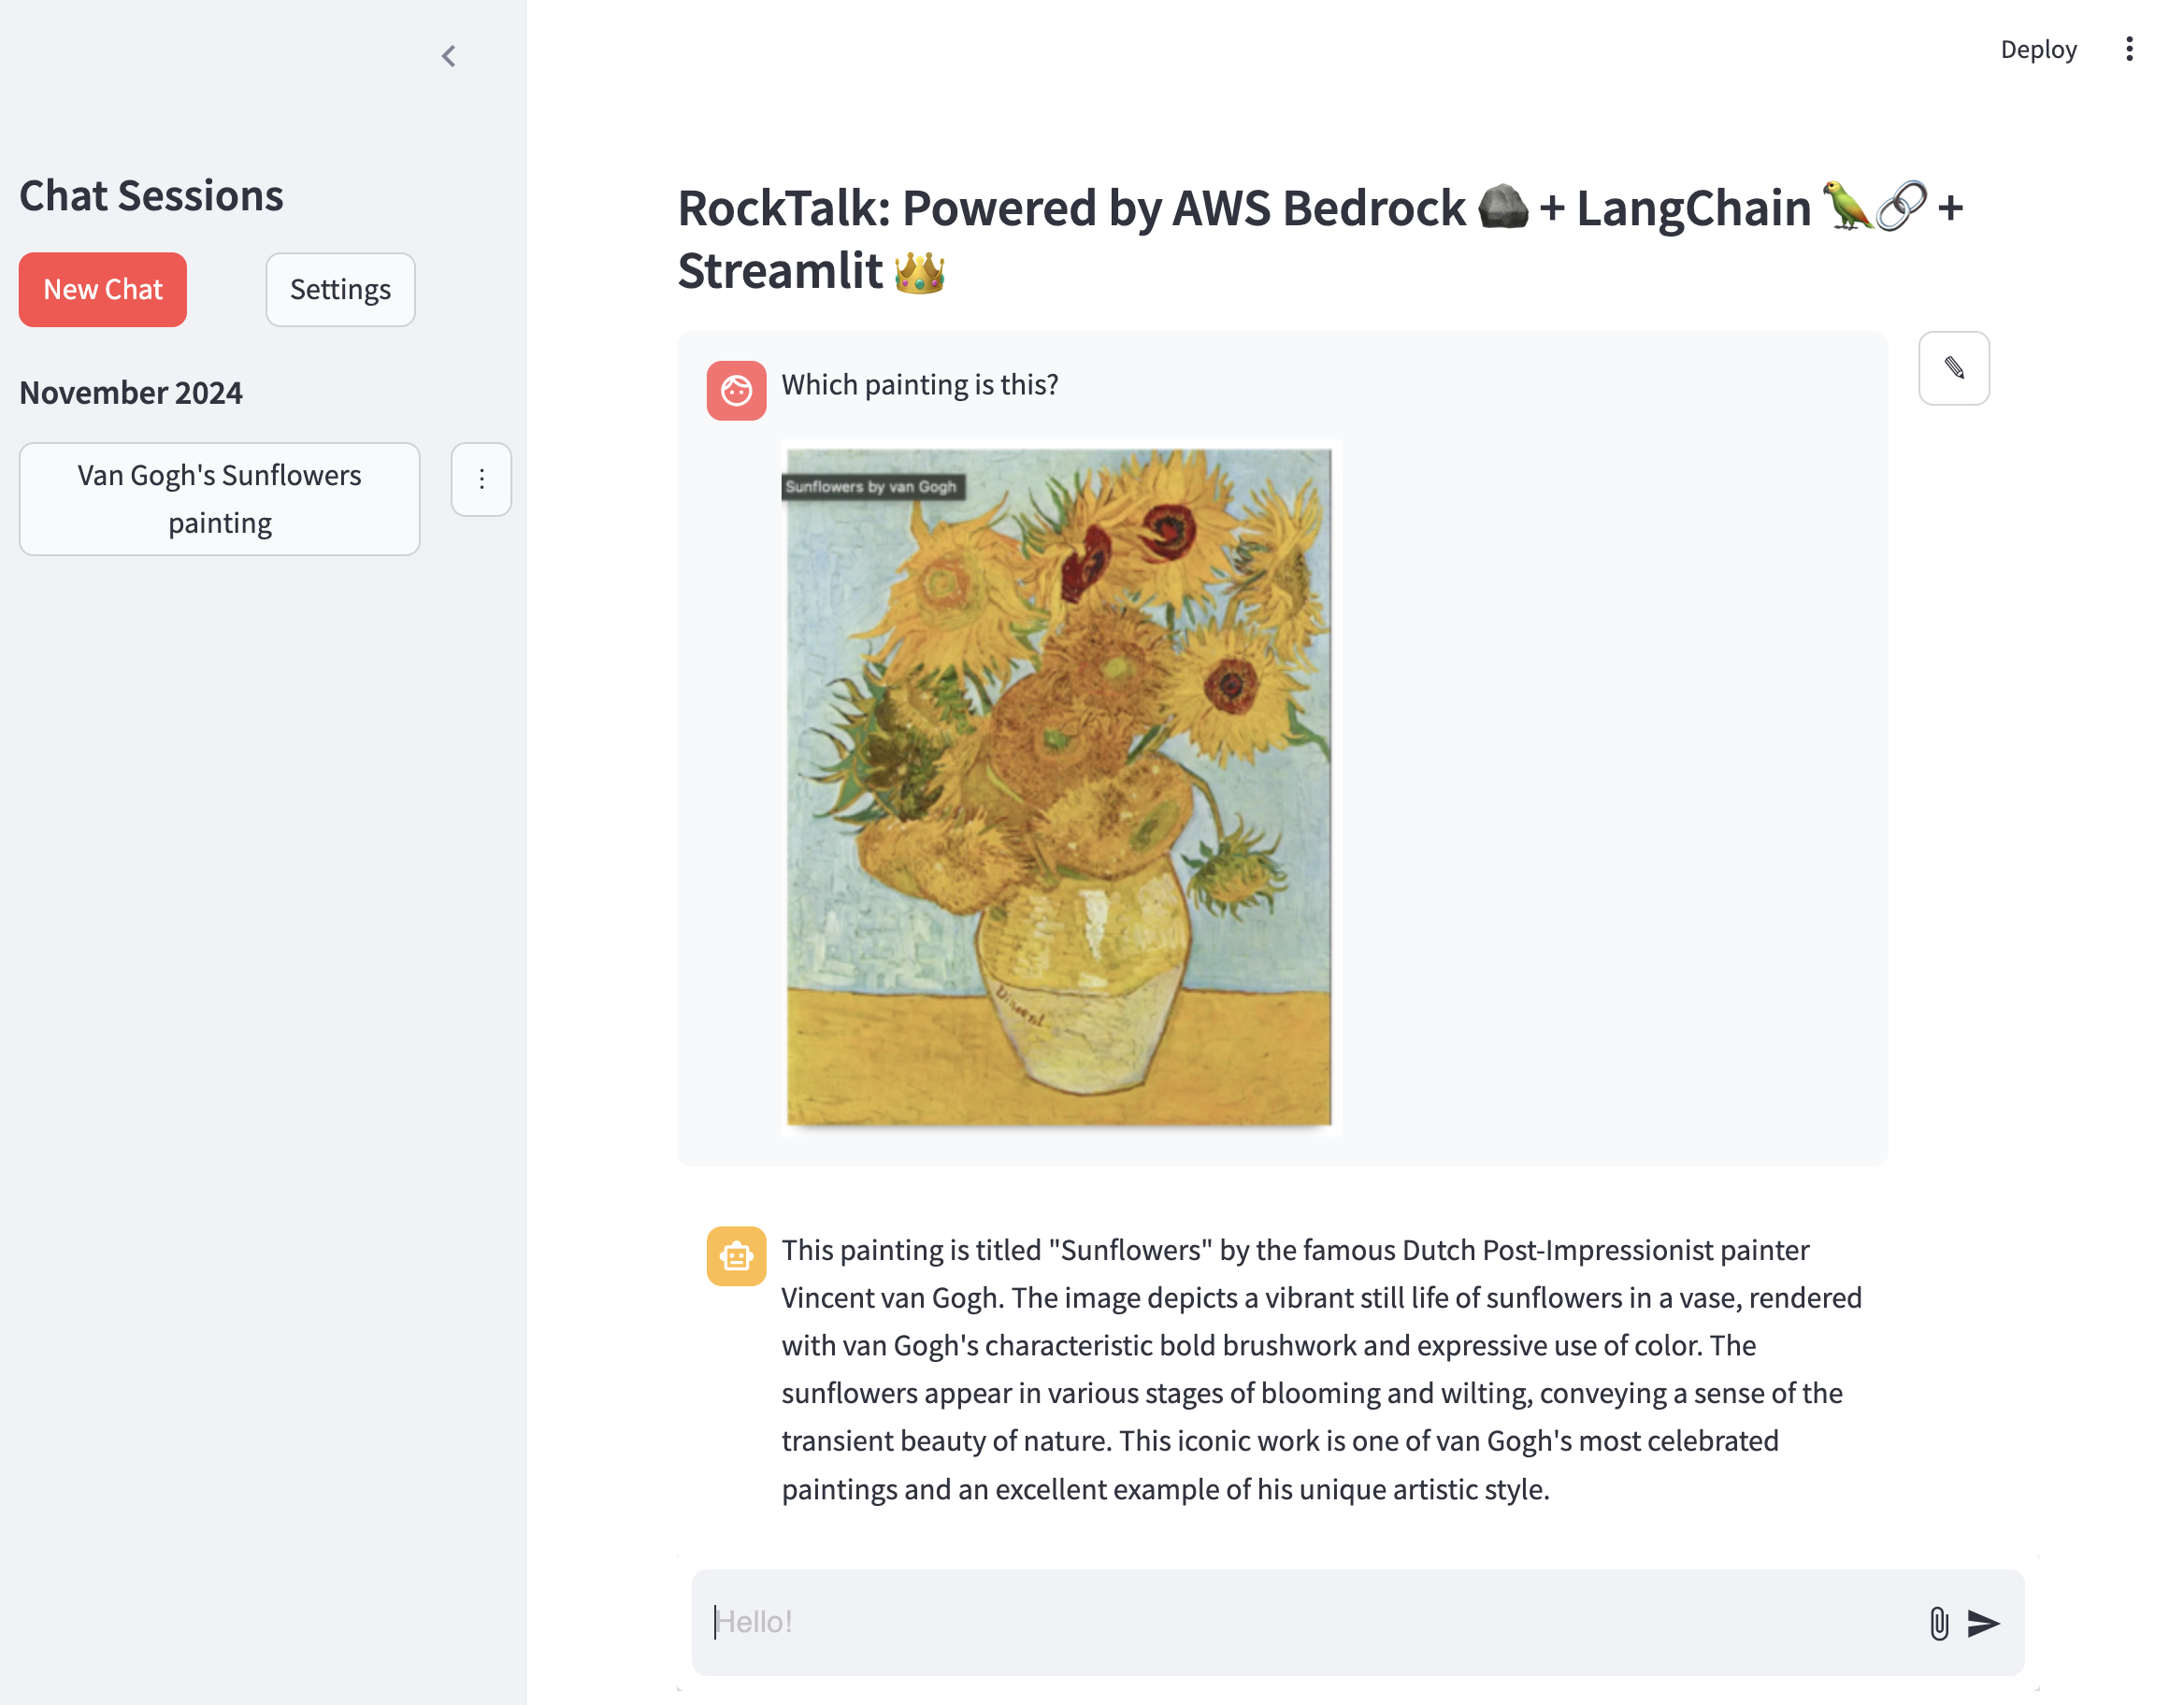 Deploy
Chat Sessions
New Chat
Settings
November 2024
Van Gogh's Sunflowers
painting
RockTalk: Powered by AWS Bedrock 🪨 + LangChain 🦜🔗 +
Streamlit 👑
Which painting is this?
Sunflowers by van Gogh
Vincent
This painting is titled "Sunflowers" by the famous Dutch Post-Impressionist painter
Vincent van Gogh. The image depicts a vibrant still life of sunflowers in a vase, rendered
with van Gogh's characteristic bold brushwork and expressive use of color. The
sunflowers appear in various stages of blooming and wilting, conveying a sense of the
transient beauty of nature. This iconic work is one of van Gogh's most celebrated
paintings and an excellent example of his unique artistic style.
Hello!